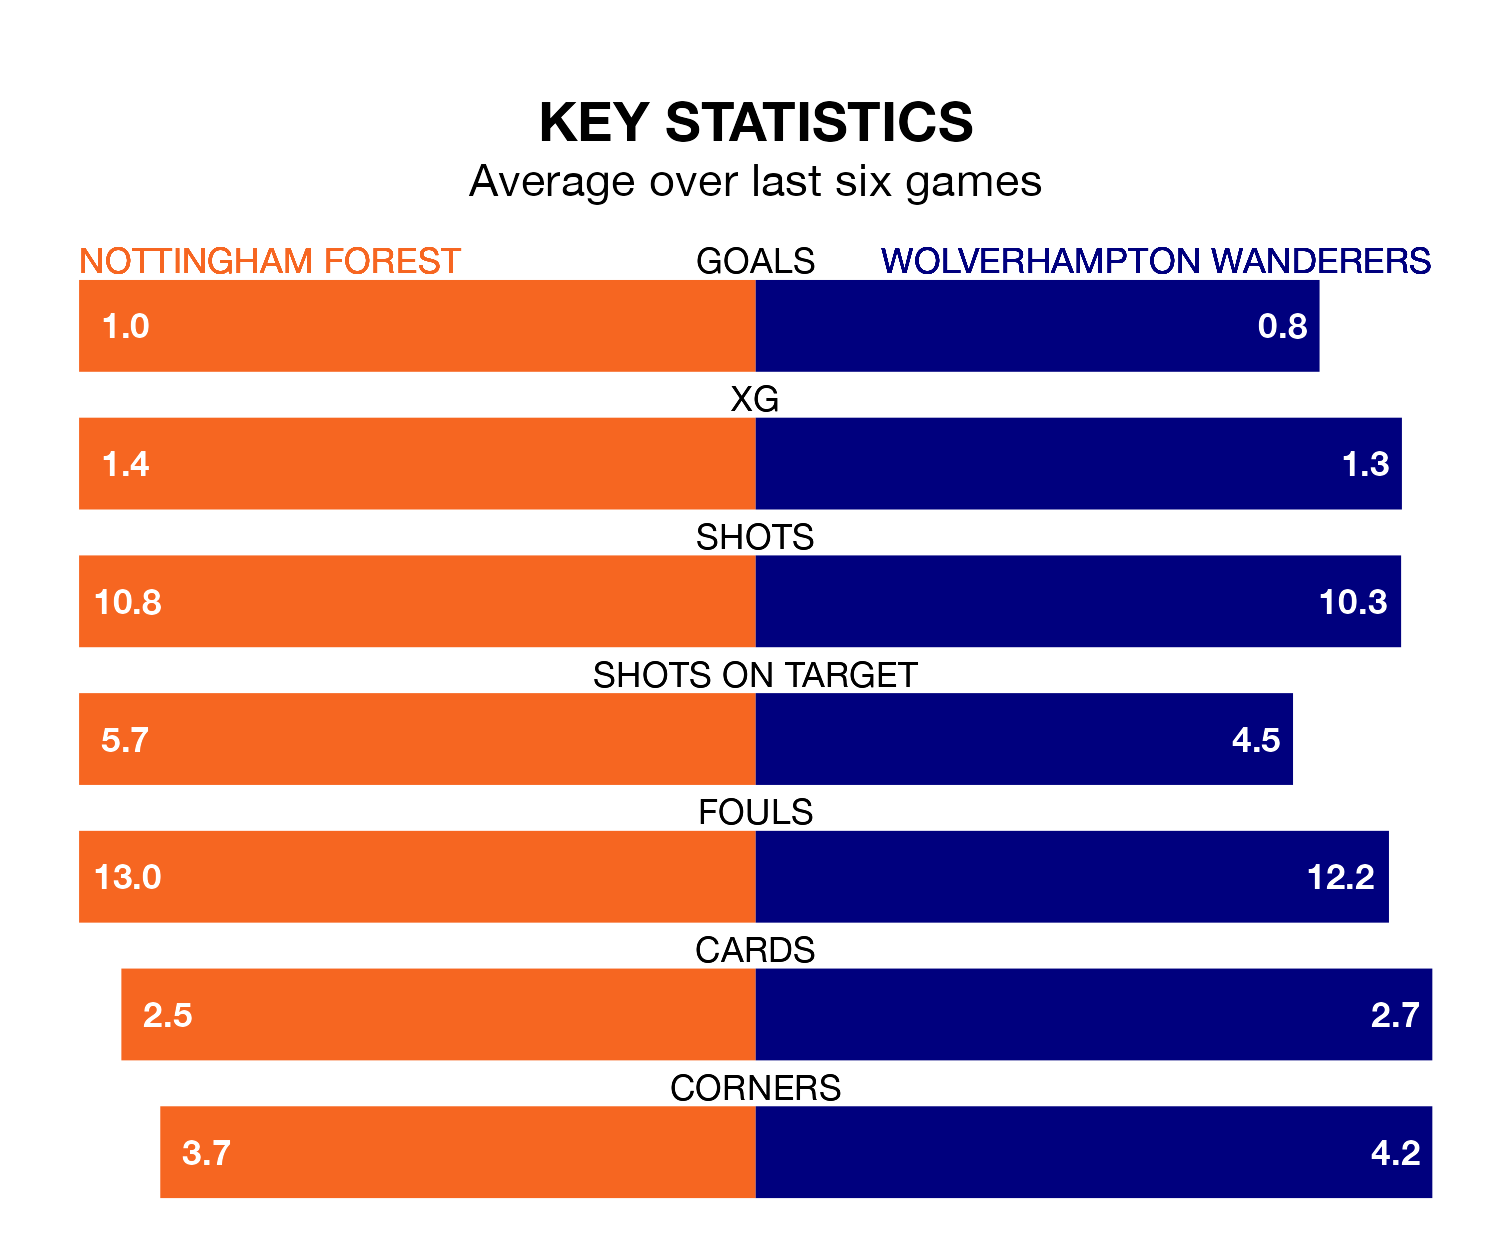 KEY STATISTICS
Average over last six games
NOTTINGHAM FOREST GOALS WOLVERHAMPTON WANDERERS
1.0 0.8
XG
1.4 1.3
SHOTS
10.8 10.3
SHOTS ON TARGET
5.7 4.5
FOULS
13.0 12.2
CARDS
2.5 2.7
CORNERS
3.7 4.2